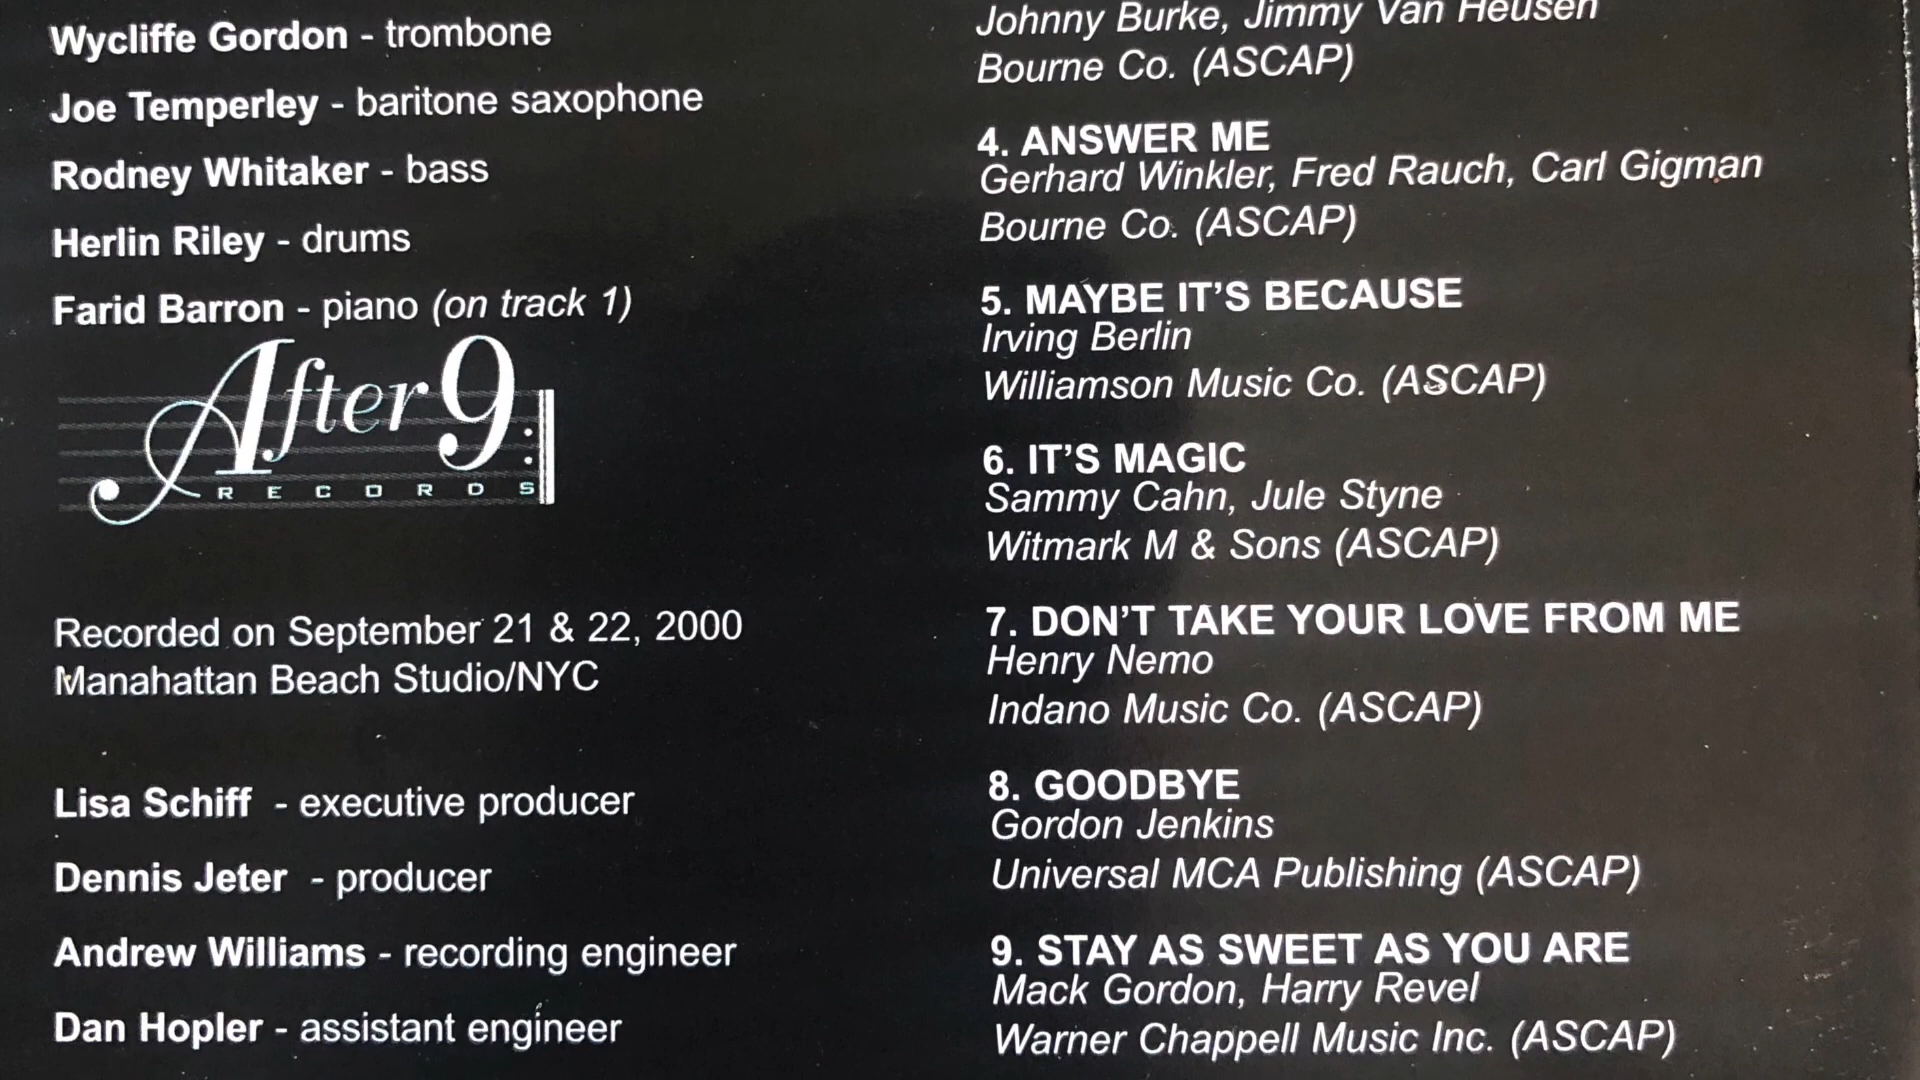 Wycliffe Gordon - trombone
Joe Temperley - baritone saxophone
Rodney Whitaker - bass
Herlin Riley - drums
Farid Barron - piano (on track 1)
After 9
RECORDS
Recorded on September 21 & 22, 2000
Manahattan Beach Studio/NYC
Lisa Schiff - executive producer
Dennis Jeter - producer
Andrew Williams - recording engineer
Dan Hopler - assistant engineer
Johnny Burke, Jimmy Van Heusen
Bourne Co. (ASCAP)
4. ANSWER ME
Gerhard Winkler, Fred Rauch, Carl Gigman
Bourne Co. (ASCAP)
5. MAYBE IT'S BECAUSE
Irving Berlin
Williamson Music Co. (ASCAP)
6. IT'S MAGIC
Sammy Cahn, Jule Styne
Witmark M & Sons (ASCAP)
7. DON'T TAKE YOUR LOVE FROM ME
Henry Nemo
Indano Music Co. (ASCAP)
8. GOODBYE
Gordon Jenkins
Universal MCA Publishing (ASCAP)
9. STAY AS SWEET AS YOU ARE
Mack Gordon, Harry Revel
Warner Chappell Music Inc. (ASCAP)